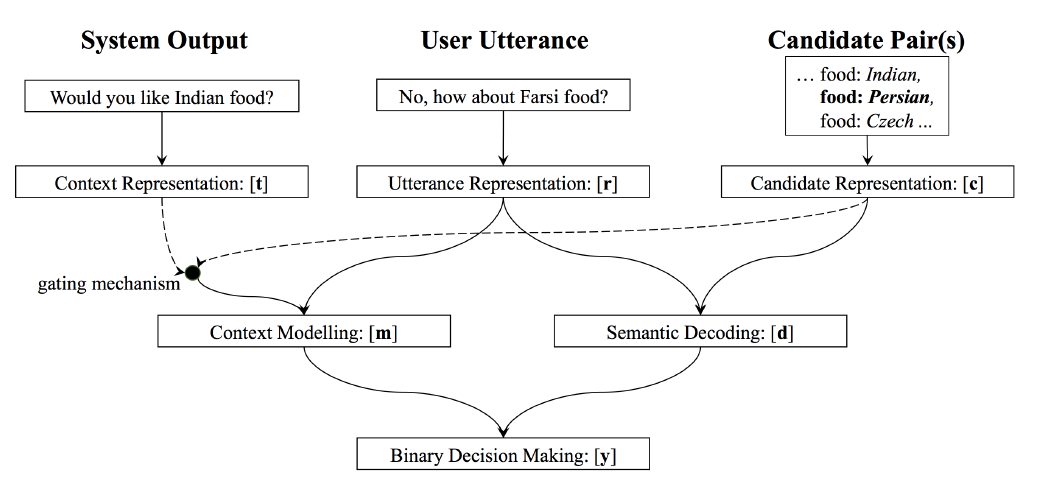 System Output
User Utterance
Candidate Pair(s)
Would you like Indian food?
No, how about Farsi food?
... food: Indian,
food: Persian,
food: Czech ...
Context Representation: [t]
Utterance Representation: [r]
Candidate Representation: [c]
gating mechanism
Context Modelling: [m]
Semantic Decoding: [d]
Binary Decision Making: [y]